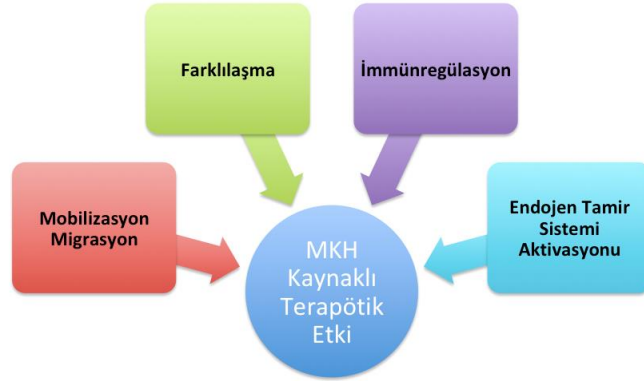 Farklılaşma
İmmünregülasyon
Mobilizasyon
Migrasyon
Endojen Tamir
Sistemi
Aktivasyonu
MKH
Kaynaklı
Terapötik
Etki